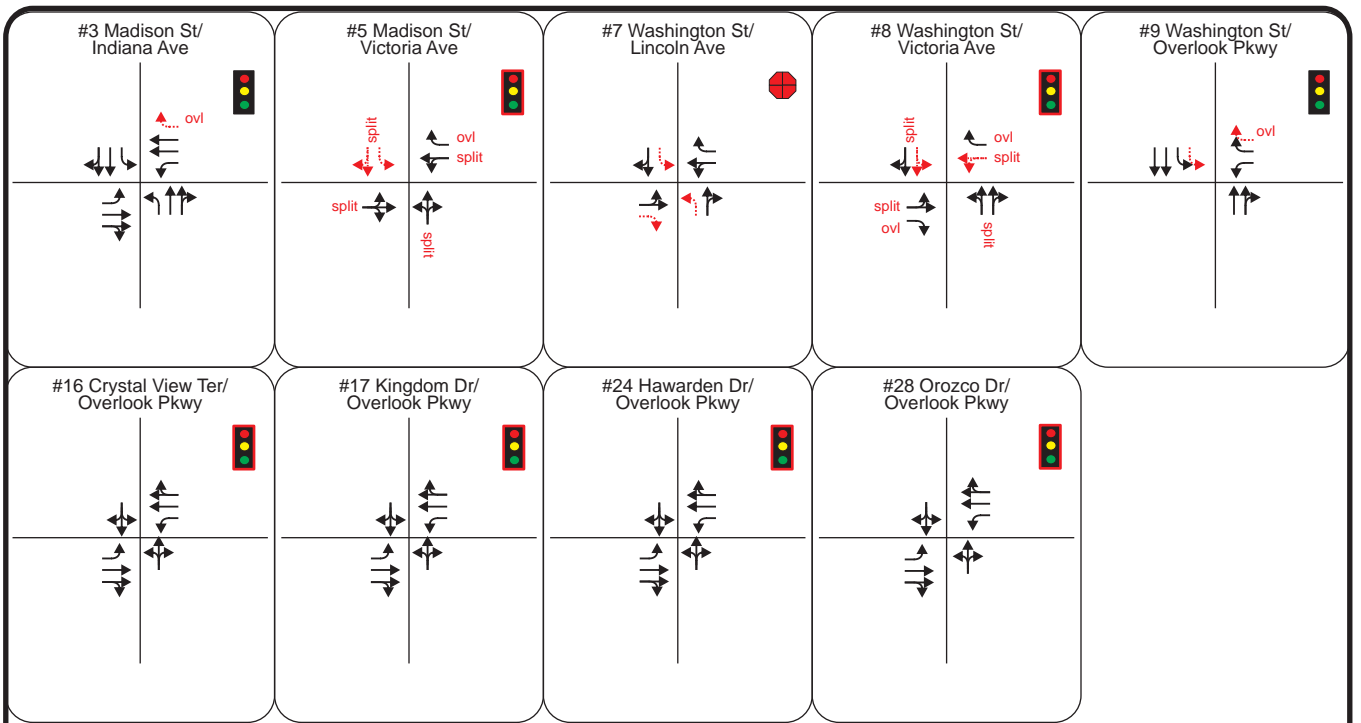 #3 Madison St/
Indiana Ave
ovl
#5 Madison St/
Victoria Ave
split
ovl
split
split
split
#7 Washington St/
Lincoln Ave
#8 Washington St/
Victoria Ave
split
ovl
split
split
ovl
split
#9 Washington St/
Overlook Pkwy
ovl
#16 Crystal View Ter/
Overlook Pkwy
#17 Kingdom Dr/
Overlook Pkwy
#24 Hawarden Dr/
Overlook Pkwy
#28 Orozco Dr/
Overlook Pkwy